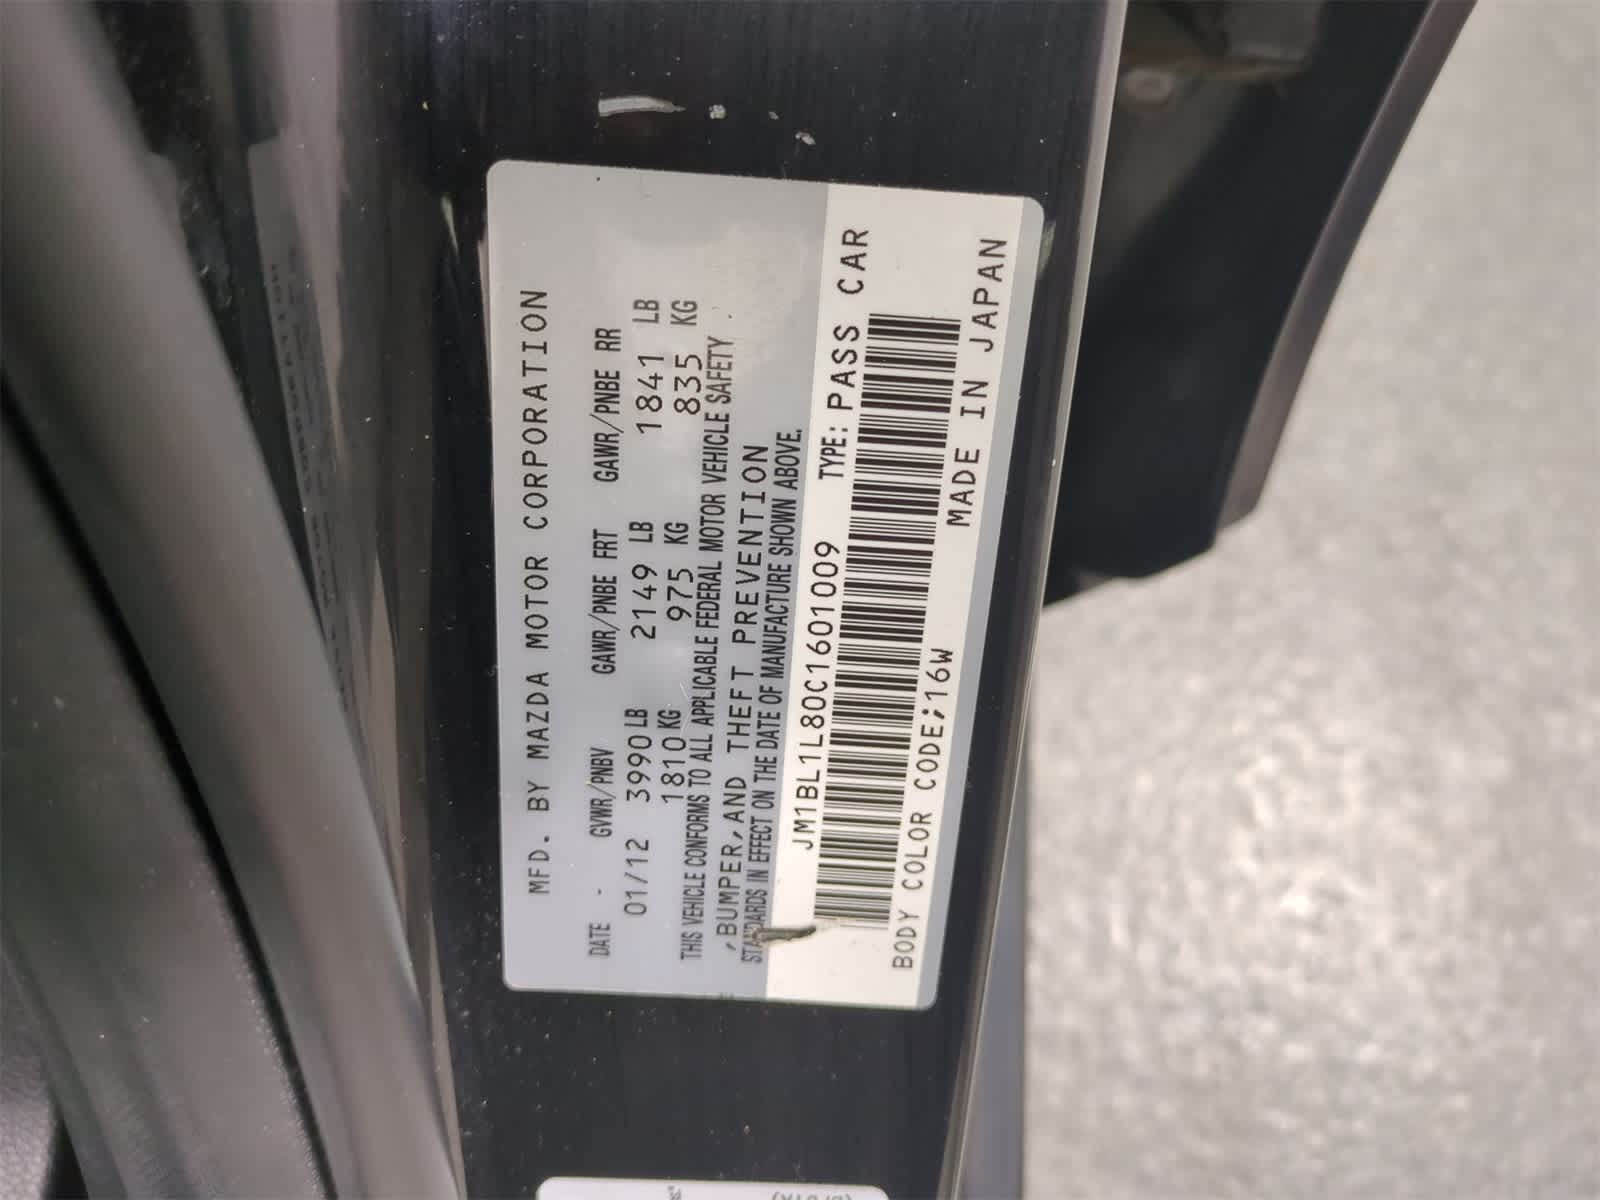 MFD. BY MAZDA MOTOR CORPORATION
DATE - GVWR/PNBV GAWR/PNBE FRT GAWR/PNBE RR
01/12 3990 LB 2149 LB 1841 LB
1810 KG 975 KG 835 KG
THIS VEHICLE CONFORMS TO ALL APPLICABLE FEDERAL MOTOR VEHICLE SAFETY
,BUMPER,AND THEFT PREVENTION
STANDARDS IN EFFECT ON THE DATE OF MANUFACTURE SHOWN ABOVE.
JM1BL1L80C1601009 TYPE: PASS CAR
BODY COLOR CODE;16W MADE IN JAPAN